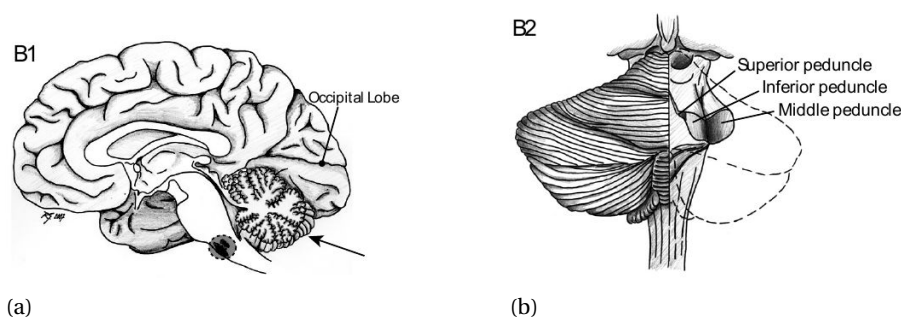 B1
Occipital Lobe
B2
Superior peduncle
Inferior peduncle
Middle peduncle
(a)
(b)